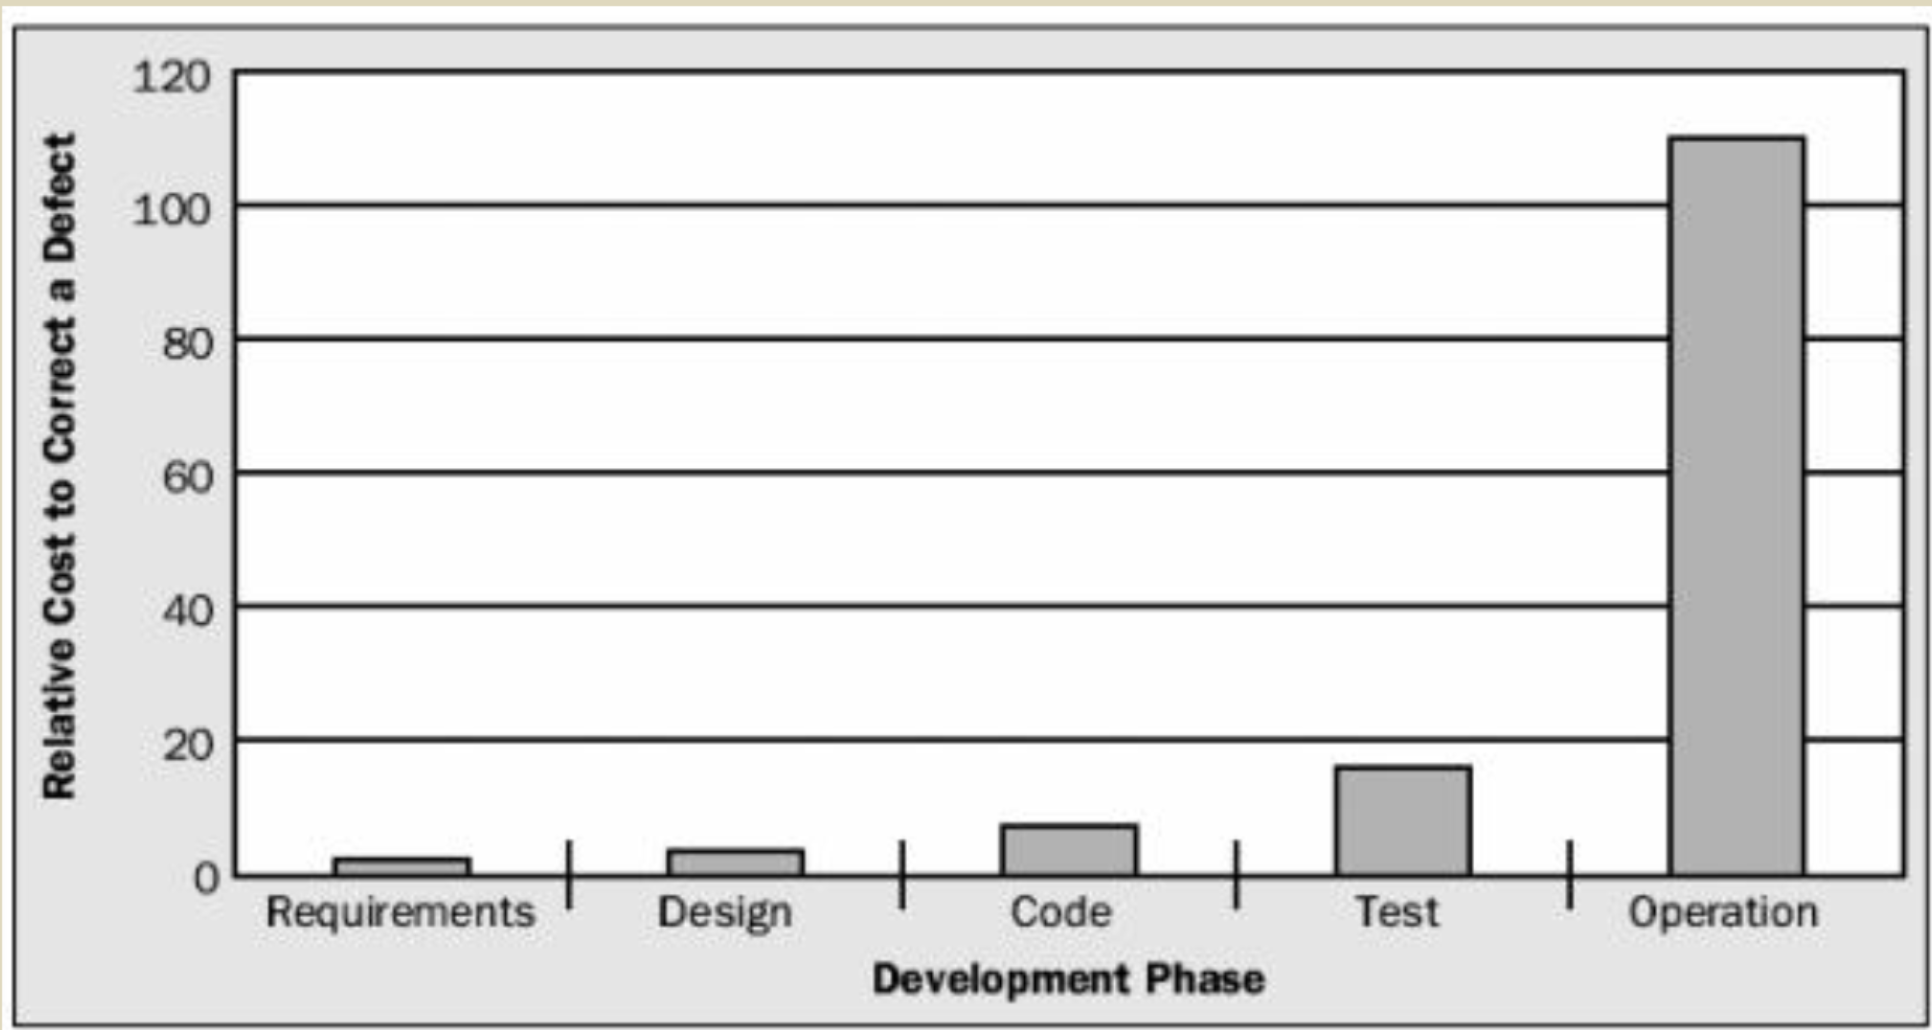 Relative Cost to Correct a Defect
120
100
80
60
40
20
0
Requirements
Design
Code
Test
Operation
Development Phase